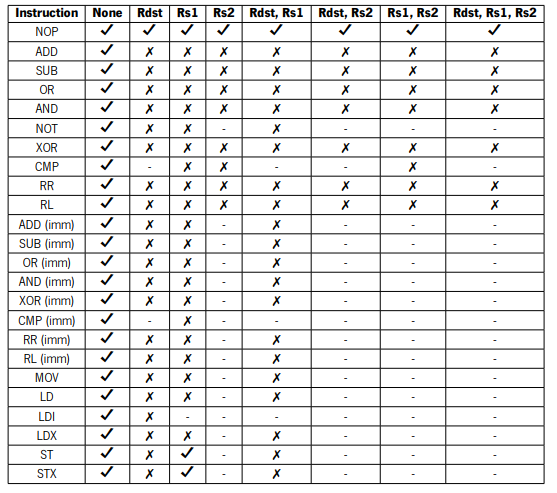 Instruction None Rdst Rs1 Rs2 Rdst, Rs1 Rdst, Rs2 Rs1, Rs2 Rdst, Rs1, Rs2
NOP ✓ ✓ ✓ ✓ ✓ ✓ ✓ ✓
ADD ✓ ✗ ✗ ✗ ✗ ✗ ✗ ✗
SUB ✓ ✗ ✗ ✗ ✗ ✗ ✗ ✗
OR ✓ ✗ ✗ ✗ ✗ ✗ ✗ ✗
AND ✓ ✗ ✗ ✗ ✗ ✗ ✗ ✗
NOT ✓ ✗ ✗ - ✗ - - -
XOR ✓ ✗ ✗ ✗ ✗ ✗ ✗ ✗
CMP ✓ - ✗ ✗ - - ✗ -
RR ✓ ✗ ✗ ✗ ✗ ✗ ✗ ✗
RL ✓ ✗ ✗ ✗ ✗ ✗ ✗ ✗
ADD (imm) ✓ ✗ ✗ - ✗ - - -
SUB (imm) ✓ ✗ ✗ - ✗ - - -
OR (imm) ✓ ✗ ✗ - ✗ - - -
AND (imm) ✓ ✗ ✗ - ✗ - - -
XOR (imm) ✓ ✗ ✗ - ✗ - - -
CMP (imm) ✓ - ✗ - - - - -
RR (imm) ✓ ✗ ✗ - ✗ - - -
RL (imm) ✓ ✗ ✗ - ✗ - - -
MOV ✓ ✗ ✗ - ✗ - - -
LD ✓ ✗ ✗ - ✗ - - -
LDI ✓ ✗ - - - - - -
LDX ✓ ✗ ✗ - ✗ - - -
ST ✓ ✗ ✓ - ✗ - - -
STX ✓ ✗ ✓ - ✗ - - -